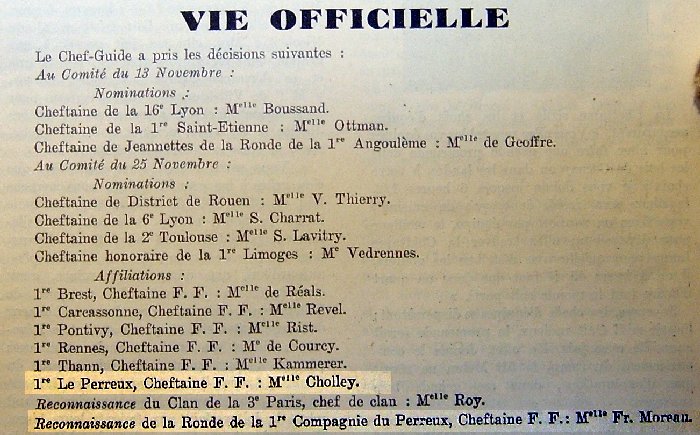 VIE OFFICIELLE
Le Chef-Guide a pris les décisions suivantes :
Au Comité du 13 Novembre :
Nominations :
Cheftaine de la 16e Lyon : Melle Boussand.
Cheftaine de la 1re Saint-Etienne : Melle Ottman.
Cheftaine de Jeannettes de la Ronde de la 1re Angoulème : Melle de Geoffre.
Au Comité du 25 Novembre :
Nominations :
Cheftaine de District de Rouen : Melle V. Thierry.
Cheftaine de la 6e Lyon : Melle S. Charrat.
Cheftaine de la 2e Toulouse : Melle S. Lavitry.
Cheftaine honoraire de la 1re Limoges : Me Vedrennes.
Affiliations :
1re Brest, Cheftaine F. F. : Melle de Réals.
1re Carcassonne, Cheftaine F. F. : Melle Revel.
1re Pontivy, Cheftaine F. F. : Melle Rist.
1re Rennes, Cheftaine F. F. : Me de Courcy.
1re Thann, Cheftaine F. F. : Melle Kammerer.
1re Le Perreux, Cheftaine F. F. : Melle Cholley.
Reconnaissance du Clan de la 3e Paris, chef de clan : Melle Roy.
Reconnaissance de la Ronde de la 1re Compagnie du Perreux, Cheftaine F. F.: Melle Fr. Moreau.